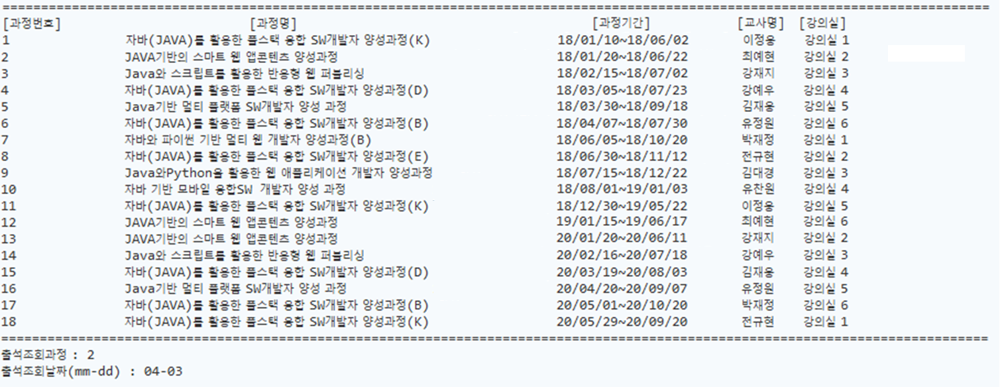 ================================================================================
[과정번호] [과정명] [과정기간] [교사명] [강의실]
1 자바(JAVA)를 활용한 풀스택 융합 SW개발자 양성과정(K) 18/01/10~18/06/02 이정웅 강의실 1
2 JAVA기반의 스마트 웹 앱콘텐츠 양성과정 18/01/20~18/06/22 최예현 강의실 2
3 Java와 스크립트를 활용한 반응형 웹 퍼블리싱 18/02/15~18/07/02 강재지 강의실 3
4 자바(JAVA)를 활용한 풀스택 융합 SW개발자 양성과정(D) 18/03/05~18/07/23 강예우 강의실 4
5 Java기반 멀티 플랫폼 SW개발자 양성 과정 18/03/30~18/09/18 김재웅 강의실 5
6 자바(JAVA)를 활용한 풀스택 융합 SW개발자 양성과정(B) 18/04/07~18/07/30 유정원 강의실 6
7 자바와 파이썬 기반 멀티 웹 개발자 양성과정(B) 18/06/05~18/10/20 박재정 강의실 1
8 자바(JAVA)를 활용한 풀스택 융합 SW개발자 양성과정(E) 18/06/30~18/11/12 전규현 강의실 2
9 Java와Python을 활용한 웹 애플리케이션 개발자 양성과정 18/07/15~18/12/22 김대경 강의실 3
10 자바 기반 모바일 융합SW 개발자 양성 과정 18/08/01~19/01/03 유찬원 강의실 4
11 자바(JAVA)를 활용한 풀스택 융합 SW개발자 양성과정(K) 18/12/30~19/05/22 이정웅 강의실 5
12 JAVA기반의 스마트 웹 앱콘텐츠 양성과정 19/01/15~19/06/17 최예현 강의실 6
13 JAVA기반의 스마트 웹 앱콘텐츠 양성과정 20/01/20~20/06/11 강재지 강의실 2
14 Java와 스크립트를 활용한 반응형 웹 퍼블리싱 20/02/16~20/07/18 강예우 강의실 3
15 자바(JAVA)를 활용한 풀스택 융합 SW개발자 양성과정(D) 20/03/19~20/08/03 김재웅 강의실 4
16 Java기반 멀티 플랫폼 SW개발자 양성 과정 20/04/20~20/09/07 유정원 강의실 5
17 자바(JAVA)를 활용한 풀스택 융합 SW개발자 양성과정(B) 20/05/01~20/10/20 박재정 강의실 6
18 자바(JAVA)를 활용한 풀스택 융합 SW개발자 양성과정(K) 20/05/29~20/09/20 전규현 강의실 1
================================================================================
출석조회과정 : 2
출석조회날짜(mm-dd) : 04-03